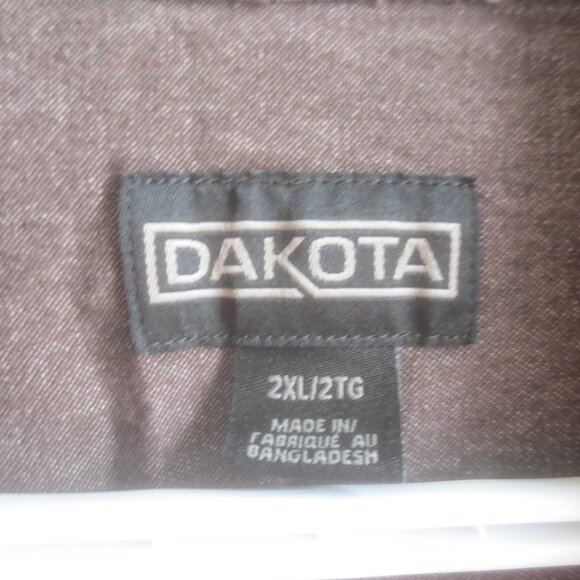 DAKOTA
2XL/2TG
MADE IN/
FABRIQUÉ AU
BANGLADESH